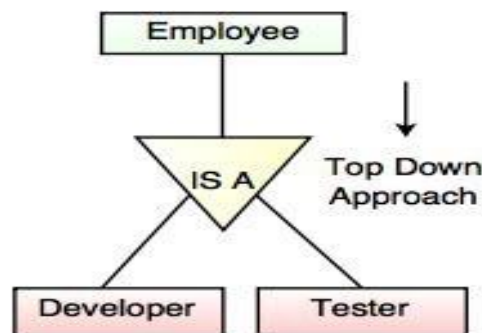 Employee
IS A
Top Down
Approach
Developer
Tester